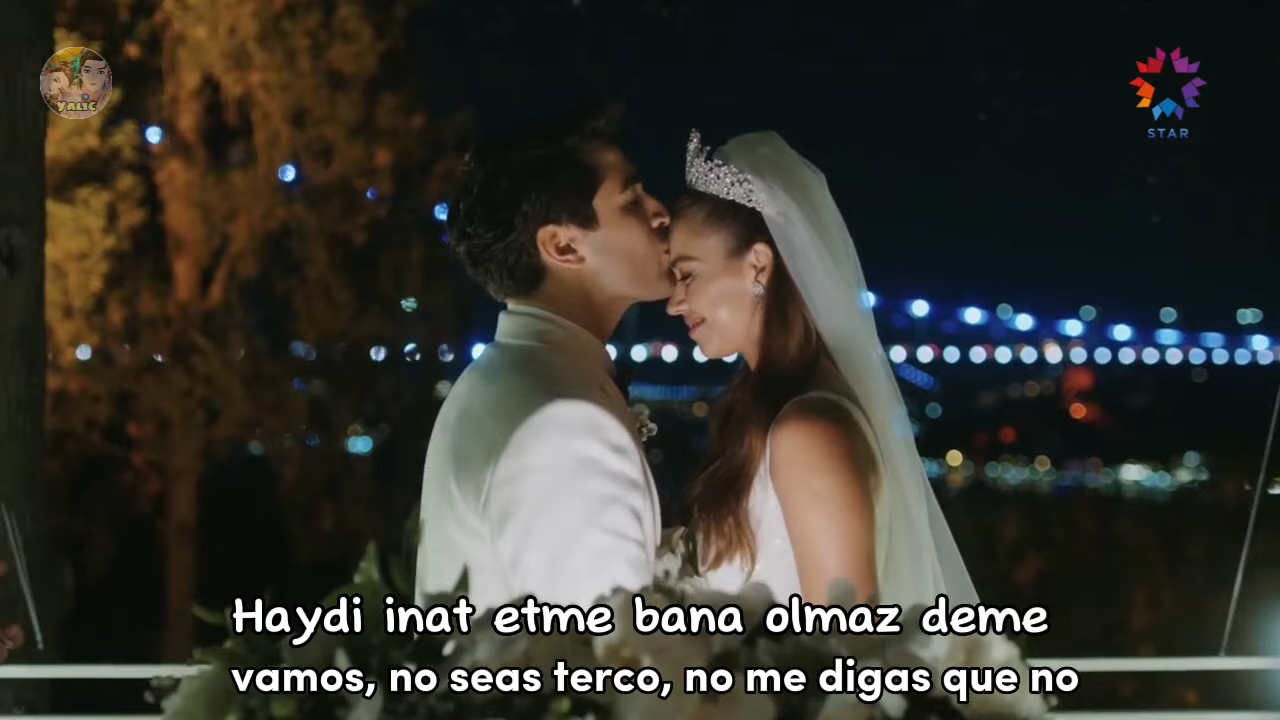 YALIC
STAR
Haydi inat etme bana olmaz deme
vamos, no seas terco, no me digas que no